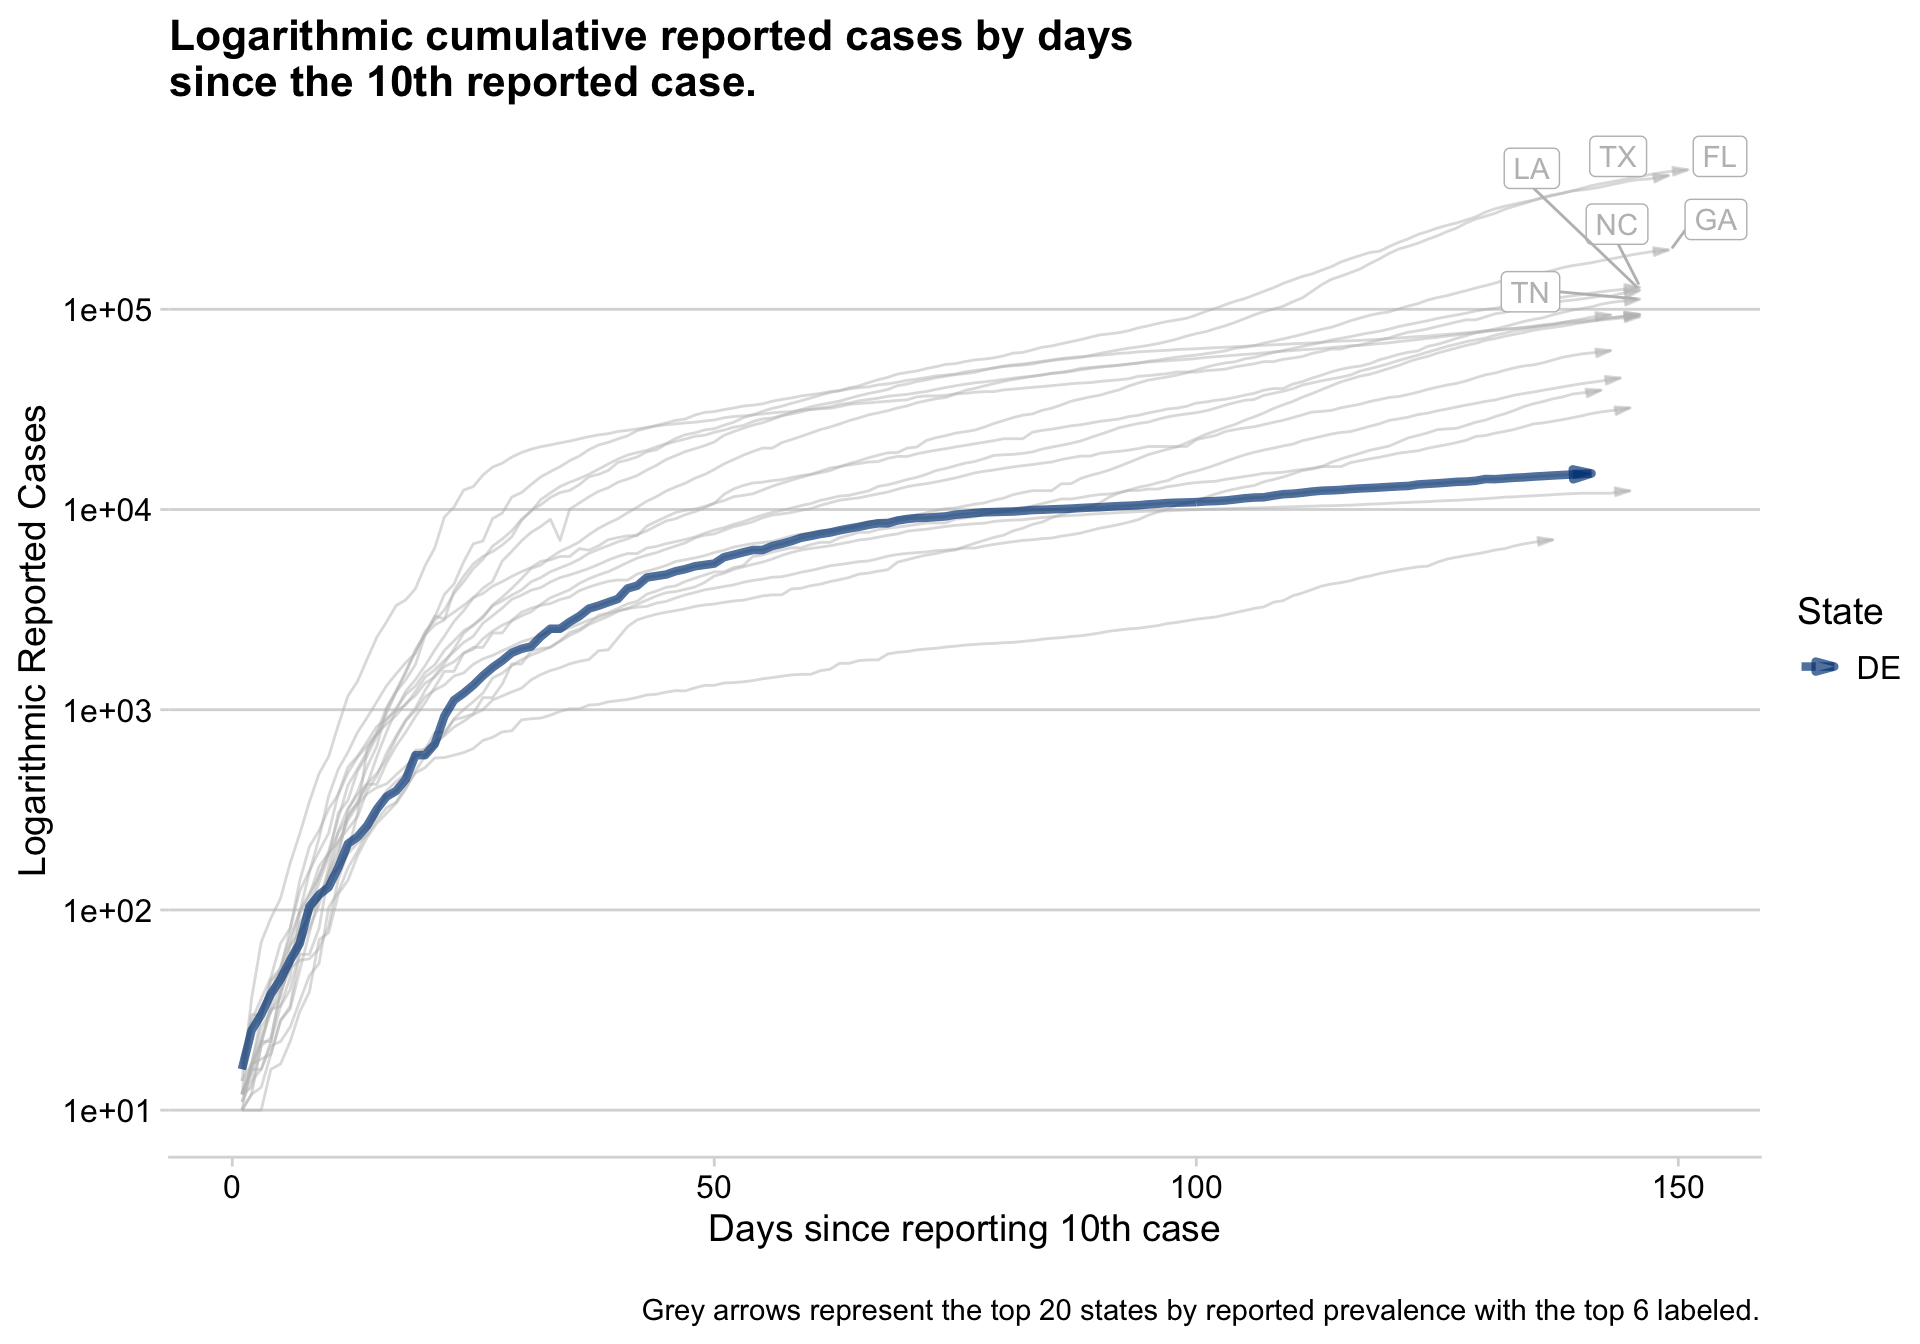 Logarithmic cumulative reported cases by days
since the 10th reported case.
LA
TX
FL
NC
GA
TN
1e+05
1e+04
1e+03
1e+02
1e+01
Logarithmic Reported Cases
0
50
100
150
Days since reporting 10th case
State
DE
Grey arrows represent the top 20 states by reported prevalence with the top 6 labeled.